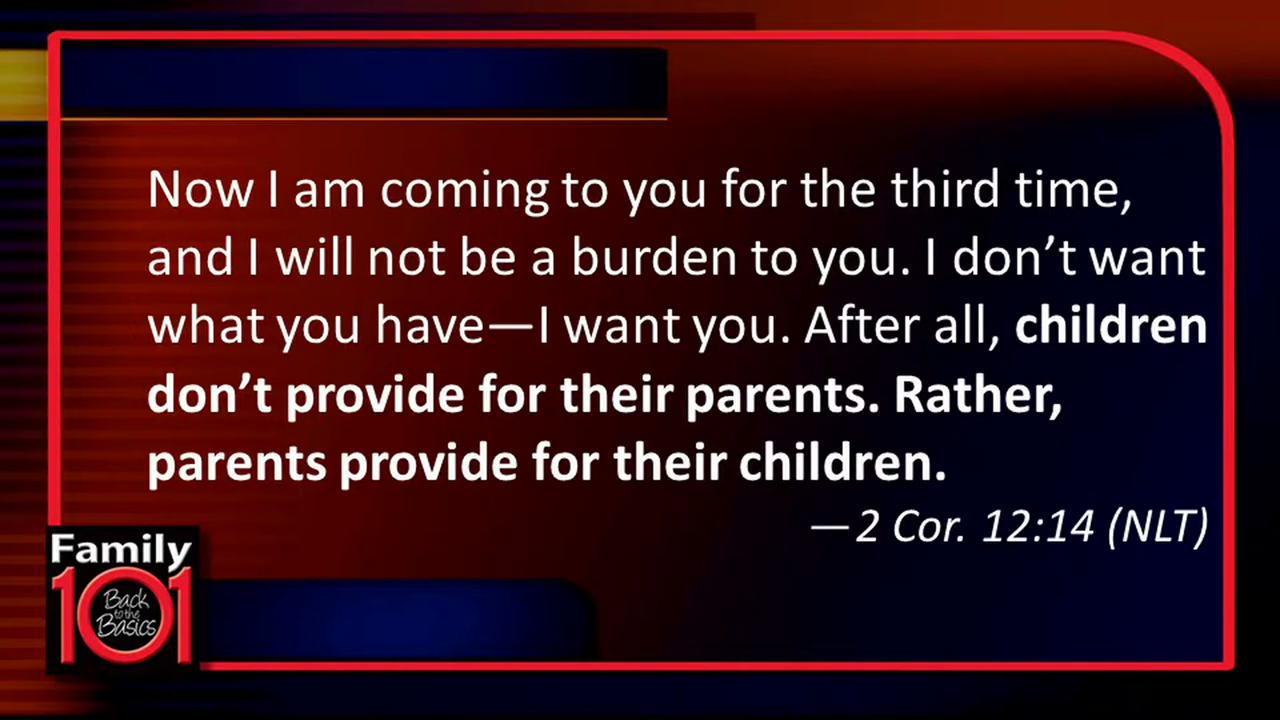 Now I am coming to you for the third time,
and I will not be a burden to you. I don’t want
what you have—I want you. After all, children
don’t provide for their parents. Rather,
parents provide for their children.
—2 Cor. 12:14 (NLT)
Family
101
Back
to the
Basics